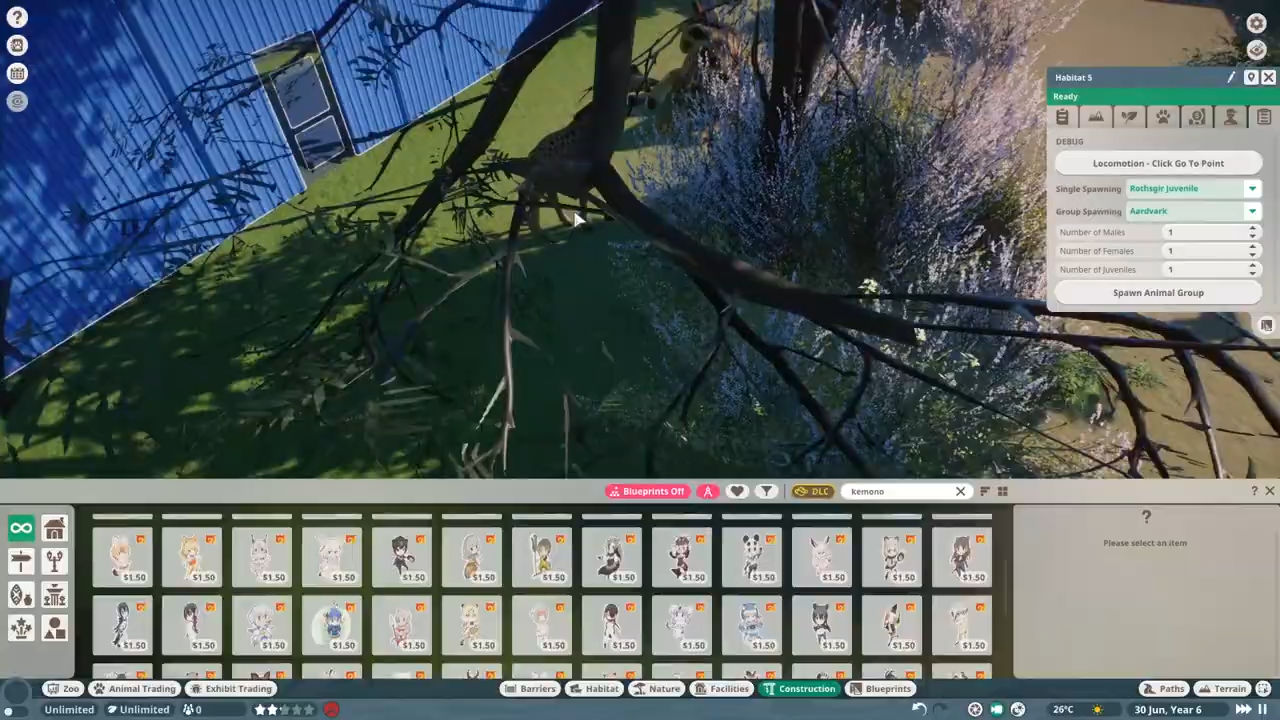 Habitat 5
Ready
DEBUG
Locomotion - Click Go To Point
Single Spawning Rothsgir Juvenile
Group Spawning Aardvark
Number of Males 1
Number of Females 1
Number of Juveniles 1
Spawn Animal Group
Blueprints Off DLC kemono
?
Please select an item
$1.50 $1.50 $1.50 $1.50 $1.50 $1.50 $1.50 $1.50 $1.50 $1.50 $1.50 $1.50 $1.50
$1.50 $1.50 $1.50 $1.50 $1.50 $1.50 $1.50 $1.50 $1.50 $1.50 $1.50 $1.50 $1.50
Zoo Animal Trading Exhibit Trading Barriers Habitat Nature Facilities Construction Blueprints Paths Terrain
Unlimited Unlimited 0 26°C 30 Jun, Year 6